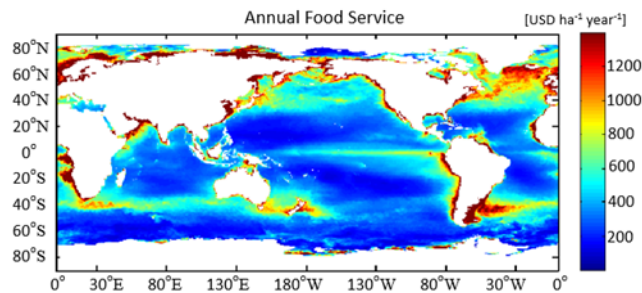 Annual Food Service
[USD ha⁻¹ year⁻¹]
80°N
60°N
40°N
20°N
0°
20°S
40°S
60°S
80°S
0° 30°E 80°E 130°E 180°W 130°W 80°W 30°W 0°
1200
1000
800
600
400
200